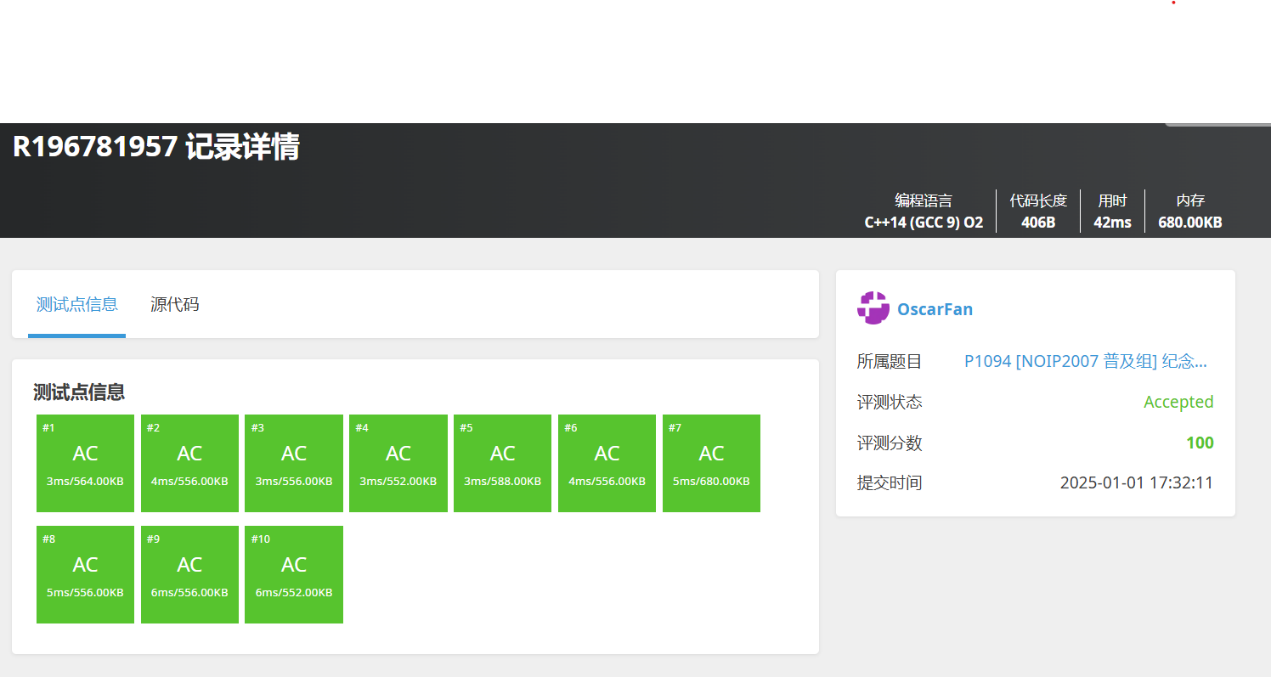 R196781957 记录详情
编程语言 代码长度 用时 内存
C++14 (GCC 9) O2 406B 42ms 680.00KB
测试点信息 源代码
测试点信息
#1 #2 #3 #4 #5 #6 #7
AC AC AC AC AC AC AC
3ms/564.00KB 4ms/556.00KB 3ms/556.00KB 3ms/552.00KB 3ms/588.00KB 4ms/556.00KB 5ms/680.00KB
#8 #9 #10
AC AC AC
5ms/556.00KB 6ms/556.00KB 6ms/552.00KB
OscarFan
所属题目 P1094 [NOIP2007 普及组] 纪念...
评测状态 Accepted
评测分数 100
提交时间 2025-01-01 17:32:11